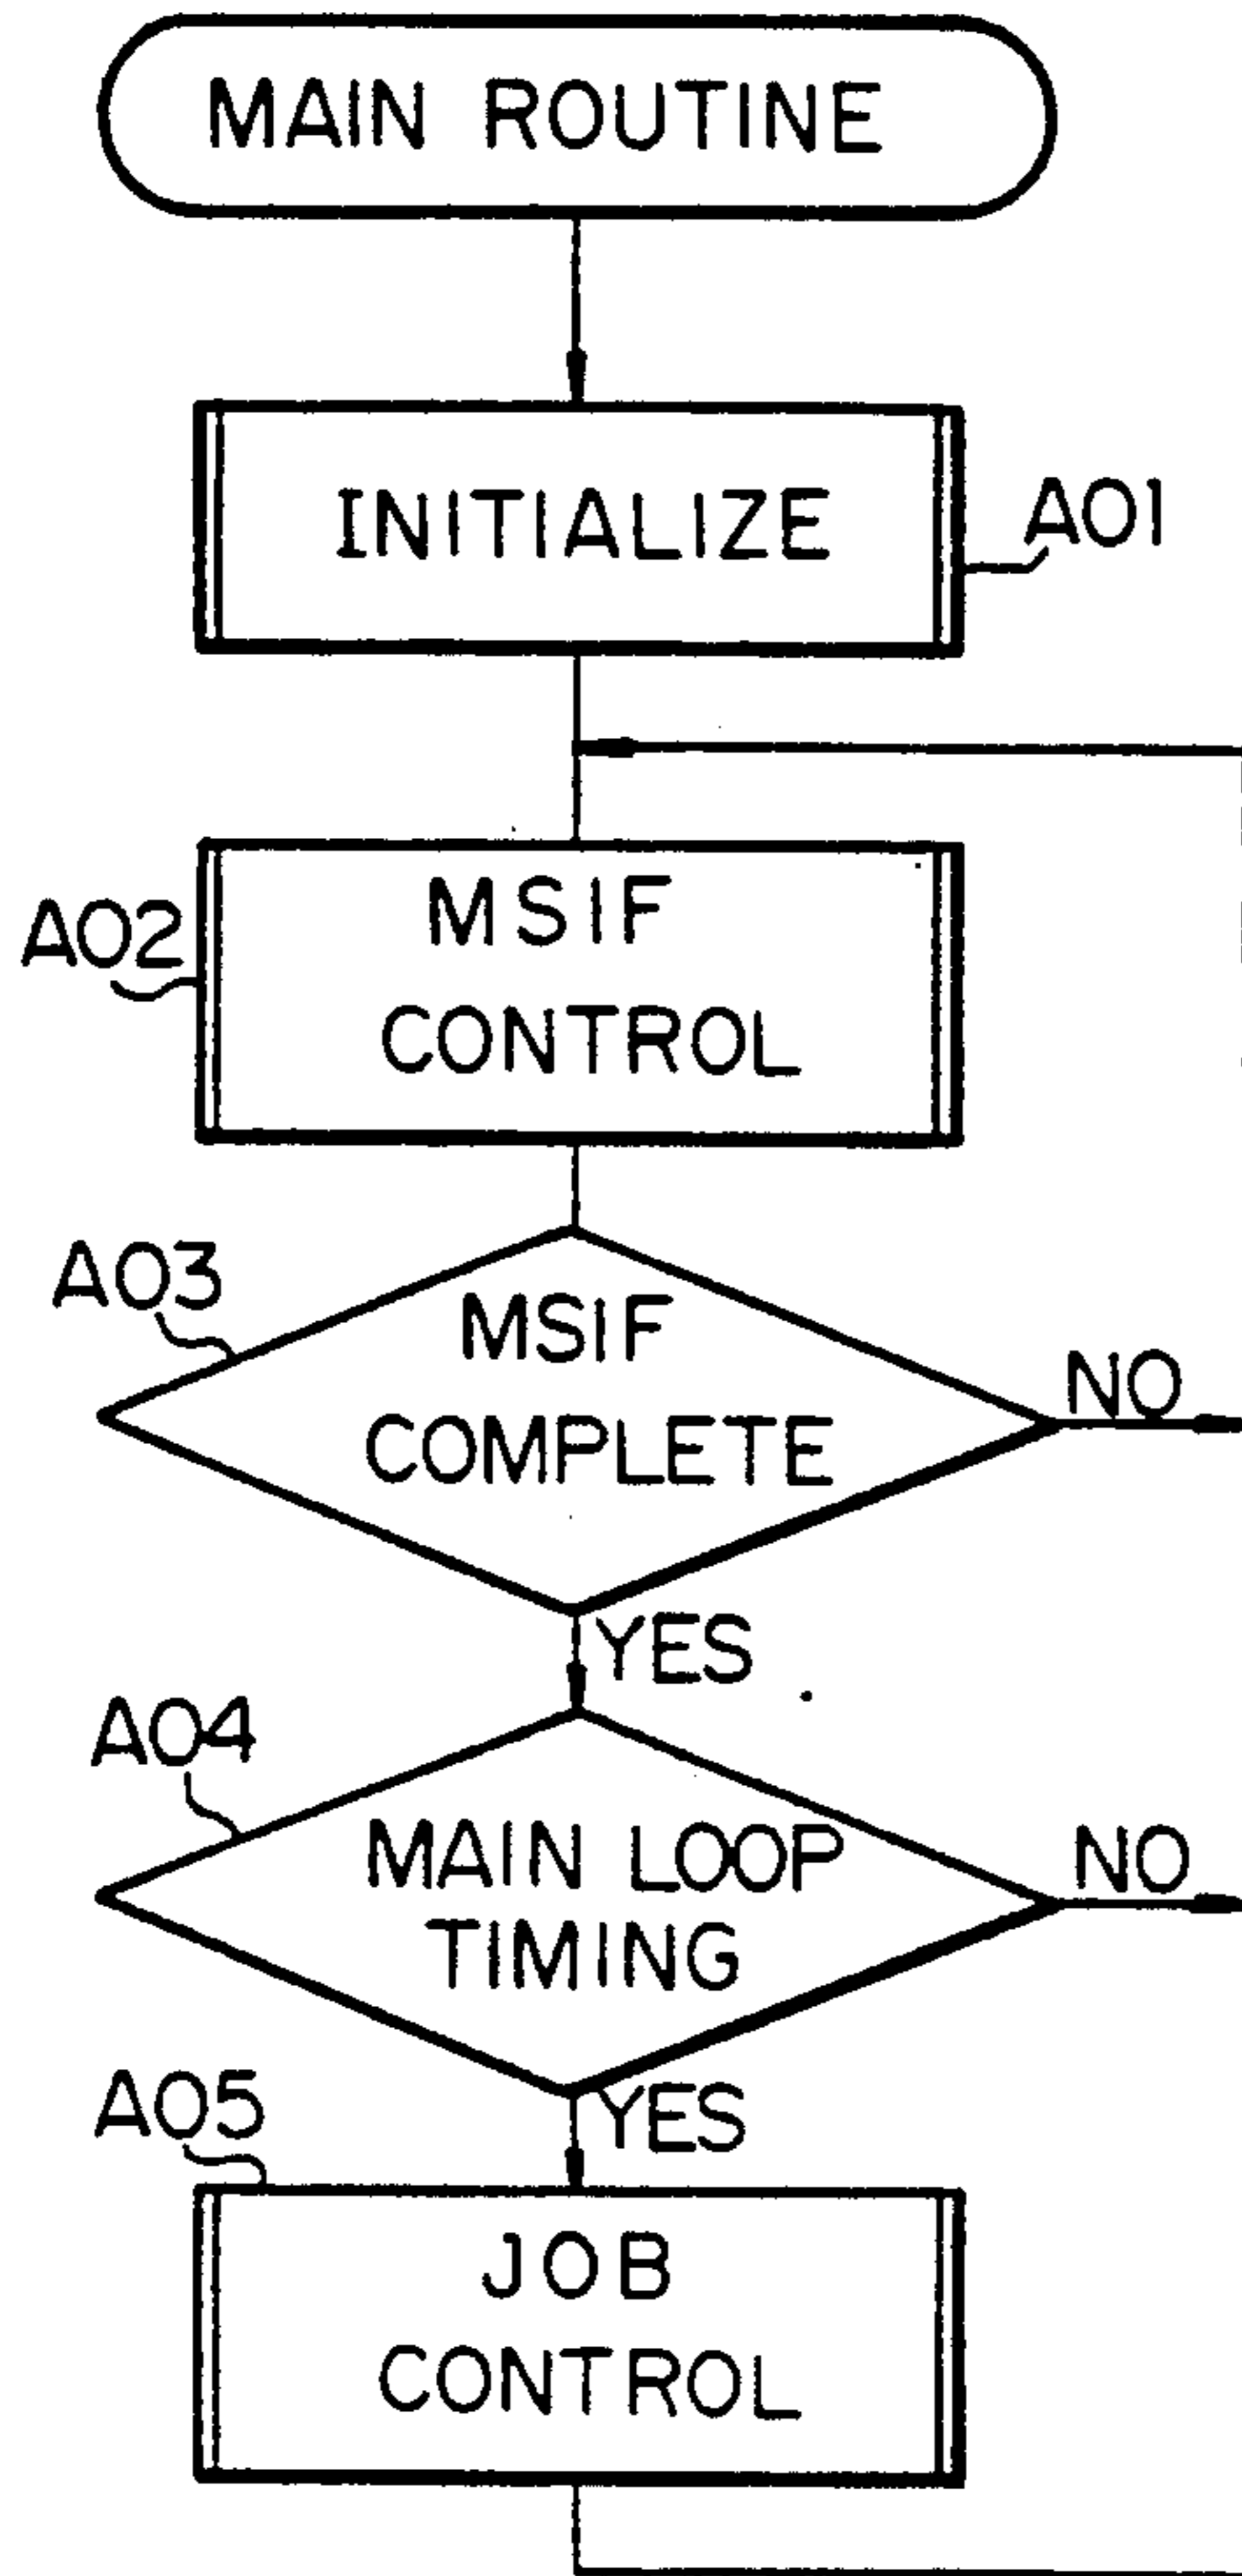 MAIN ROUTINE
INITIALIZE
A01
A02
MSIF
CONTROL
A03
MSIF
COMPLETE
NO
YES
A04
MAIN LOOP
TIMING
NO
YES
A05
JOB
CONTROL